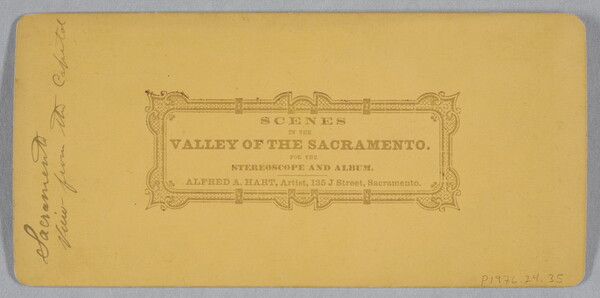 Sacramento
View from the Capitol
SCENES
IN THE
VALLEY OF THE SACRAMENTO.
FOR THE
STEREOSCOPE AND ALBUM.
ALFRED A. HART, Artist, 135 J Street, Sacramento.
P1976.24.35